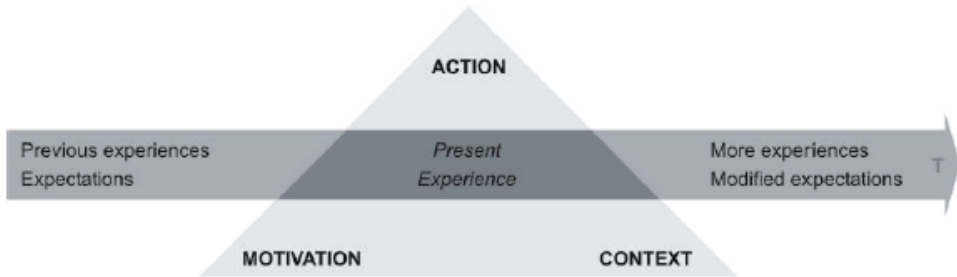 ACTION
Previous experiences
Expectations
Present
Experience
More experiences
Modified expectations
T
MOTIVATION
CONTEXT